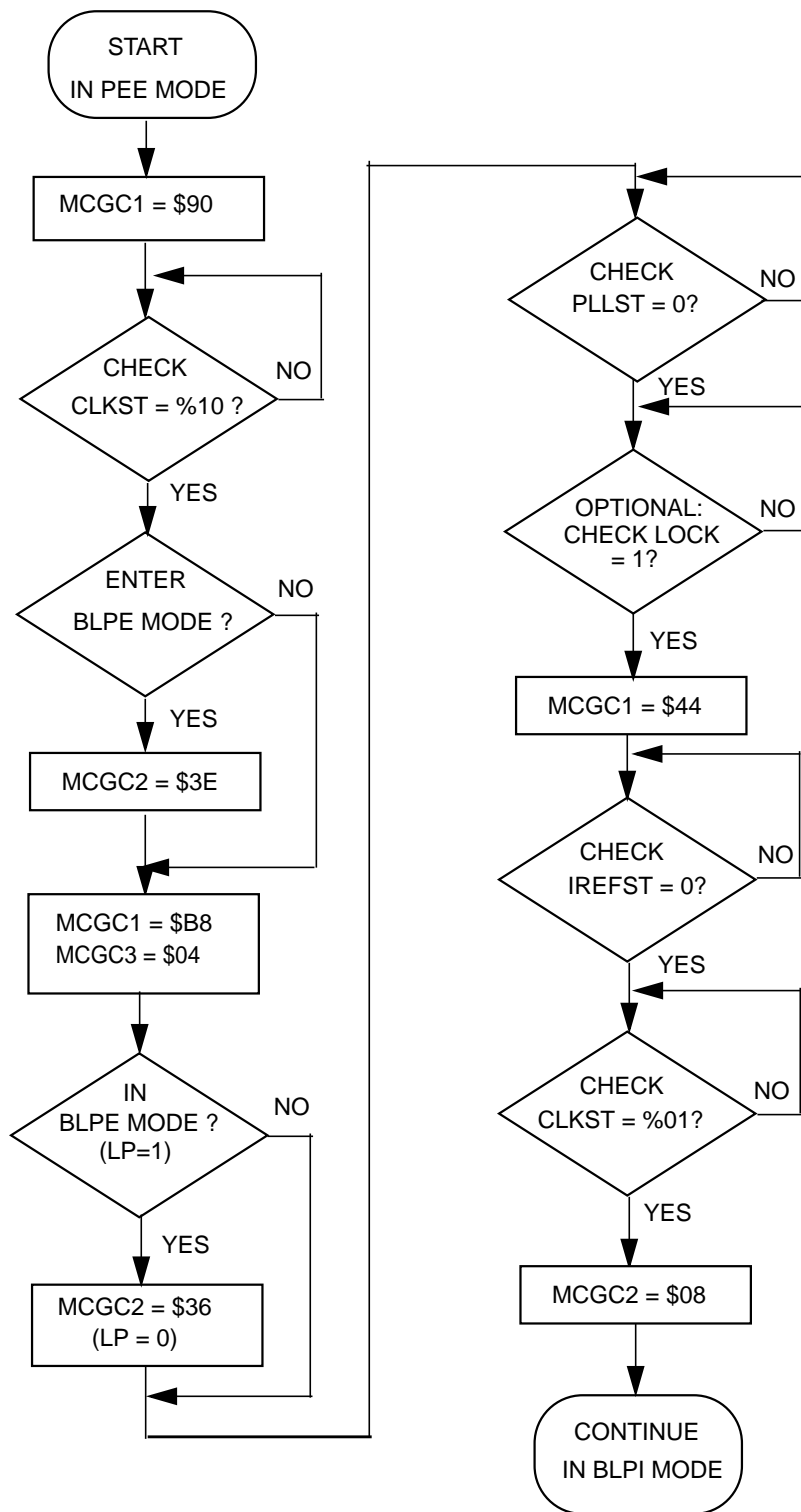 START
IN PEE MODE
MCGC1 = $90
CHECK
CLKST = %10 ?
NO
YES
ENTER
BLPE MODE ?
NO
YES
MCGC2 = $3E
MCGC1 = $B8
MCGC3 = $04
IN
BLPE MODE ?
(LP=1)
NO
YES
MCGC2 = $36
(LP = 0)
CHECK
PLLST = 0?
NO
YES
OPTIONAL:
CHECK LOCK
= 1?
NO
YES
MCGC1 = $44
CHECK
IREFST = 0?
NO
YES
CHECK
CLKST = %01?
NO
YES
MCGC2 = $08
CONTINUE
IN BLPI MODE